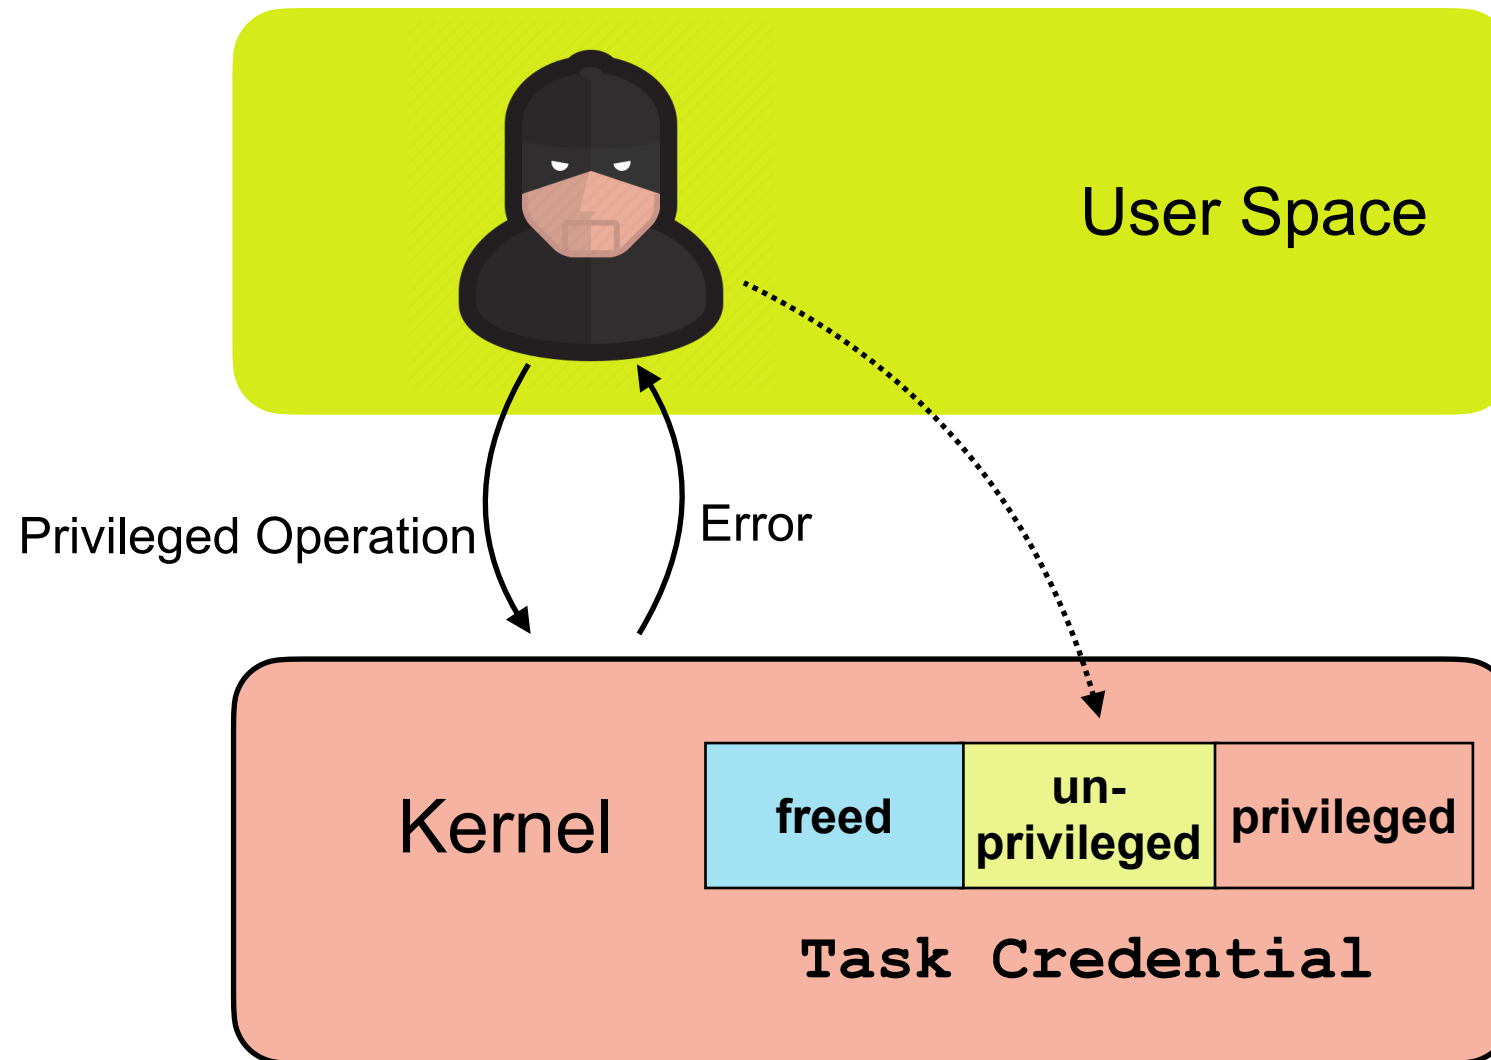 User Space
Privileged Operation
Error
Kernel
freed
un-
privileged
privileged
Task Credential